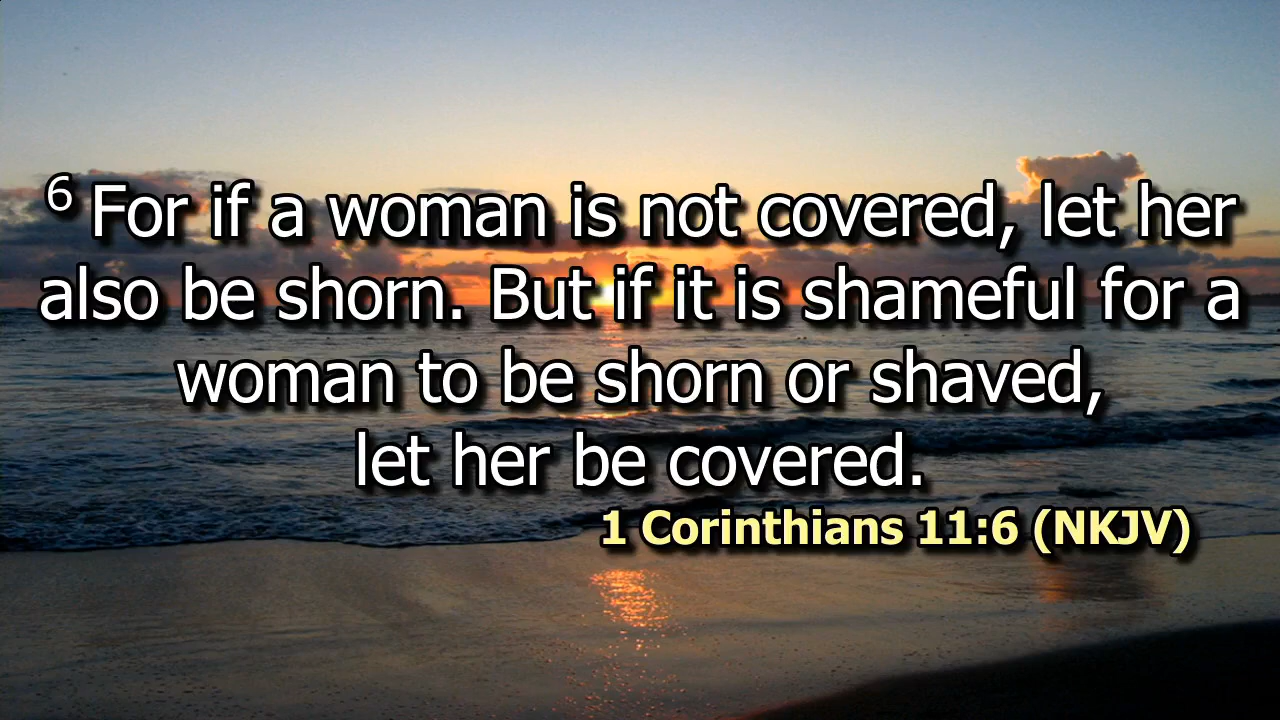 6 For if a woman is not covered, let her
also be shorn. But if it is shameful for a
woman to be shorn or shaved,
let her be covered.
1 Corinthians 11:6 (NKJV)